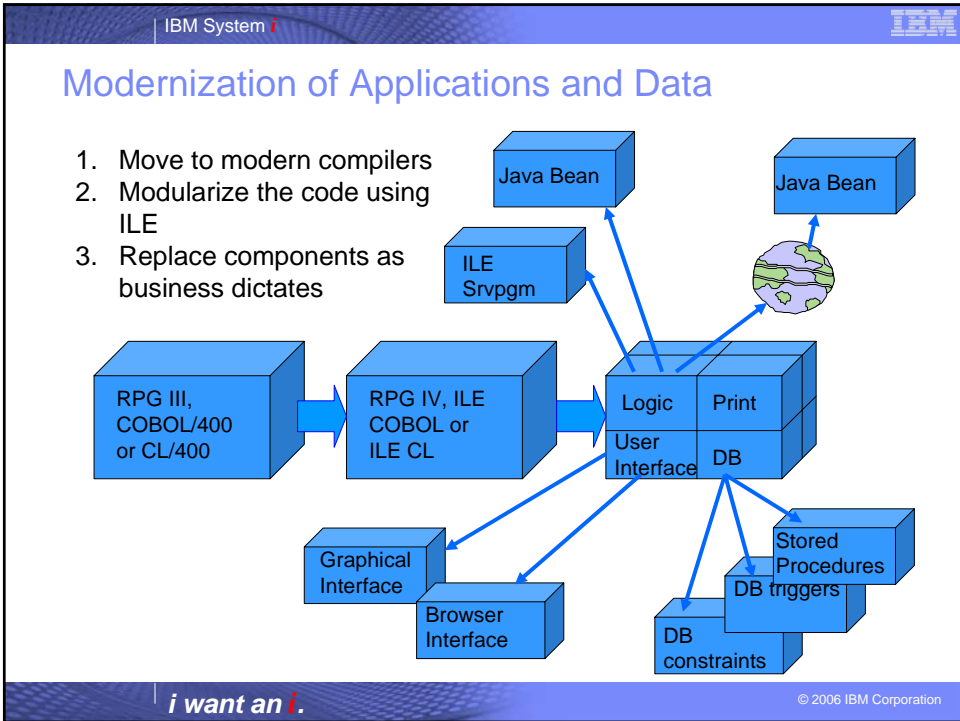 IBM System i
IBM
Modernization of Applications and Data
1. Move to modern compilers
2. Modularize the code using
ILE
3. Replace components as
business dictates
Java Bean
Java Bean
ILE
Srvpgm
RPG III,
COBOL/400
or CL/400
RPG IV, ILE
COBOL or
ILE CL
Logic
Print
User
Interface
DB
Graphical
Interface
Browser
Interface
Stored
Procedures
DB triggers
DB
constraints
i want an i.
© 2006 IBM Corporation